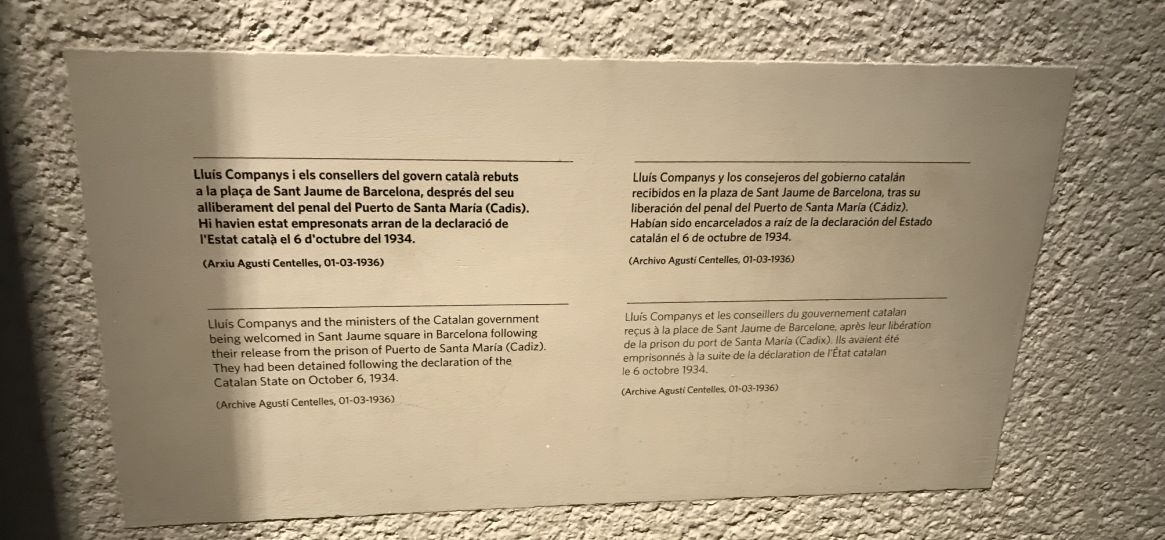 Lluís Companys i els consellers del govern català rebuts
a la plaça de Sant Jaume de Barcelona, després del seu
alliberament del penal del Puerto de Santa María (Cadis).
Hi havien estat empresonats arran de la declaració de
l'Estat català el 6 d'octubre del 1934.
(Arxiu Agustí Centelles, 01-03-1936)
Lluís Companys y los consejeros del gobierno catalán
recibidos en la plaza de Sant Jaume de Barcelona, tras su
liberación del penal del Puerto de Santa María (Cádiz).
Habían sido encarcelados a raíz de la declaración del Estado
catalán el 6 de octubre de 1934.
(Archivo Agustí Centelles, 01-03-1936)
Lluís Companys and the ministers of the Catalan government
being welcomed in Sant Jaume square in Barcelona following
their release from the prison of Puerto de Santa María (Cadiz).
They had been detained following the declaration of the
Catalan State on October 6, 1934.
(Archive Agustí Centelles, 01-03-1936)
Lluís Companys et les conseillers du gouvernement catalan
reçus à la place de Sant Jaume de Barcelone, après leur libération
de la prison du port de Santa María (Cadix). Ils avaient été
emprisonnés à la suite de la déclaration de l'État catalan
le 6 octobre 1934.
(Archive Agustí Centelles, 01-03-1936)